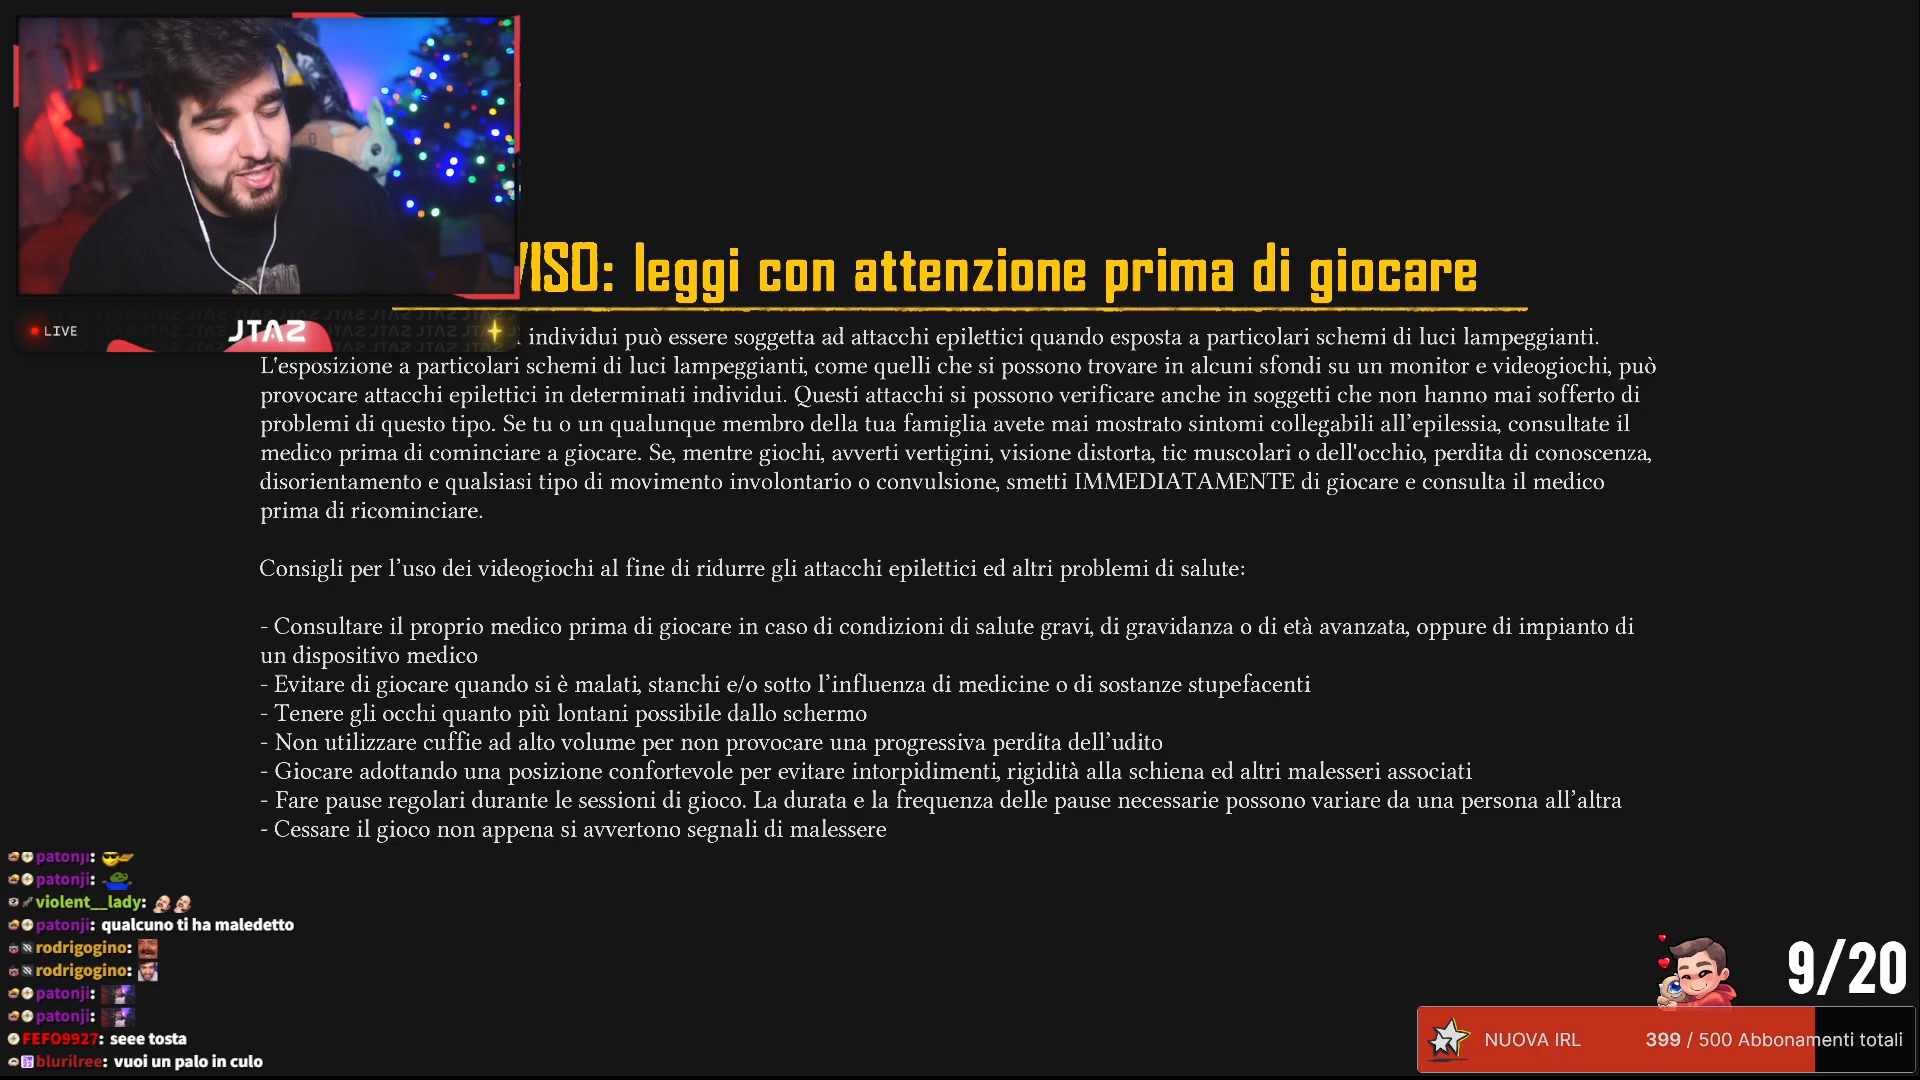 VISO: leggi con attenzione prima di giocare
LIVE
JTAZ
individui può essere soggetta ad attacchi epilettici quando esposta a particolari schemi di luci lampeggianti.
L'esposizione a particolari schemi di luci lampeggianti, come quelli che si possono trovare in alcuni sfondi su un monitor e videogiochi, può
provocare attacchi epilettici in determinati individui. Questi attacchi si possono verificare anche in soggetti che non hanno mai sofferto di
problemi di questo tipo. Se tu o un qualunque membro della tua famiglia avete mai mostrato sintomi collegabili all’epilessia, consultate il
medico prima di cominciare a giocare. Se, mentre giochi, avverti vertigini, visione distorta, tic muscolari o dell'occhio, perdita di conoscenza,
disorientamento e qualsiasi tipo di movimento involontario o convulsione, smetti IMMEDIATAMENTE di giocare e consulta il medico
prima di ricominciare.
Consigli per l’uso dei videogiochi al fine di ridurre gli attacchi epilettici ed altri problemi di salute:
- Consultare il proprio medico prima di giocare in caso di condizioni di salute gravi, di gravidanza o di età avanzata, oppure di impianto di
un dispositivo medico
- Evitare di giocare quando si è malati, stanchi e/o sotto l’influenza di medicine o di sostanze stupefacenti
- Tenere gli occhi quanto più lontani possibile dallo schermo
- Non utilizzare cuffie ad alto volume per non provocare una progressiva perdita dell’udito
- Giocare adottando una posizione confortevole per evitare intorpidimenti, rigidità alla schiena ed altri malesseri associati
- Fare pause regolari durante le sessioni di gioco. La durata e la frequenza delle pause necessarie possono variare da una persona all’altra
- Cessare il gioco non appena si avvertono segnali di malessere
patonji:
patonji:
violent__lady:
patonji: qualcuno ti ha maledetto
rodrigogino:
rodrigogino:
patonji:
patonji:
FEFO9927: seee tosta
blurilree: vuoi un palo in culo
9/20
NUOVA IRL 399 / 500 Abbonamenti totali